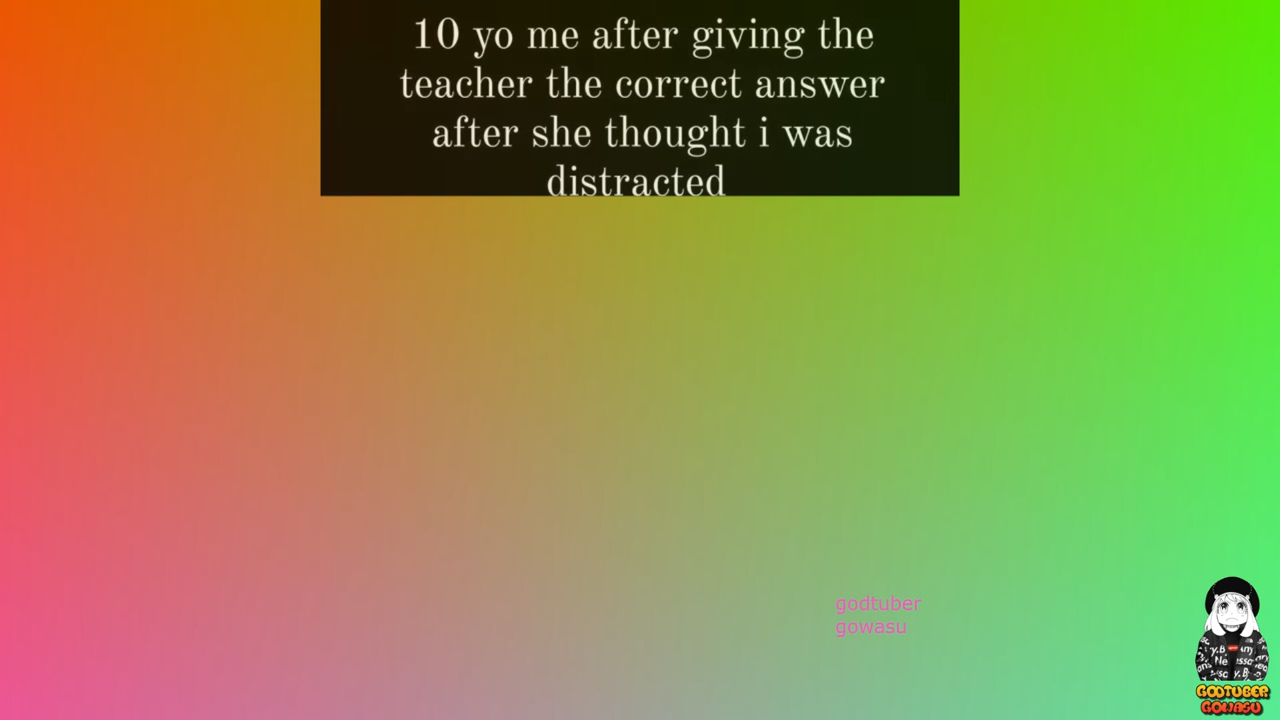 10 yo me after giving the
teacher the correct answer
after she thought i was
distracted
godtuber
gowasu
GODTUBER
GOWASU